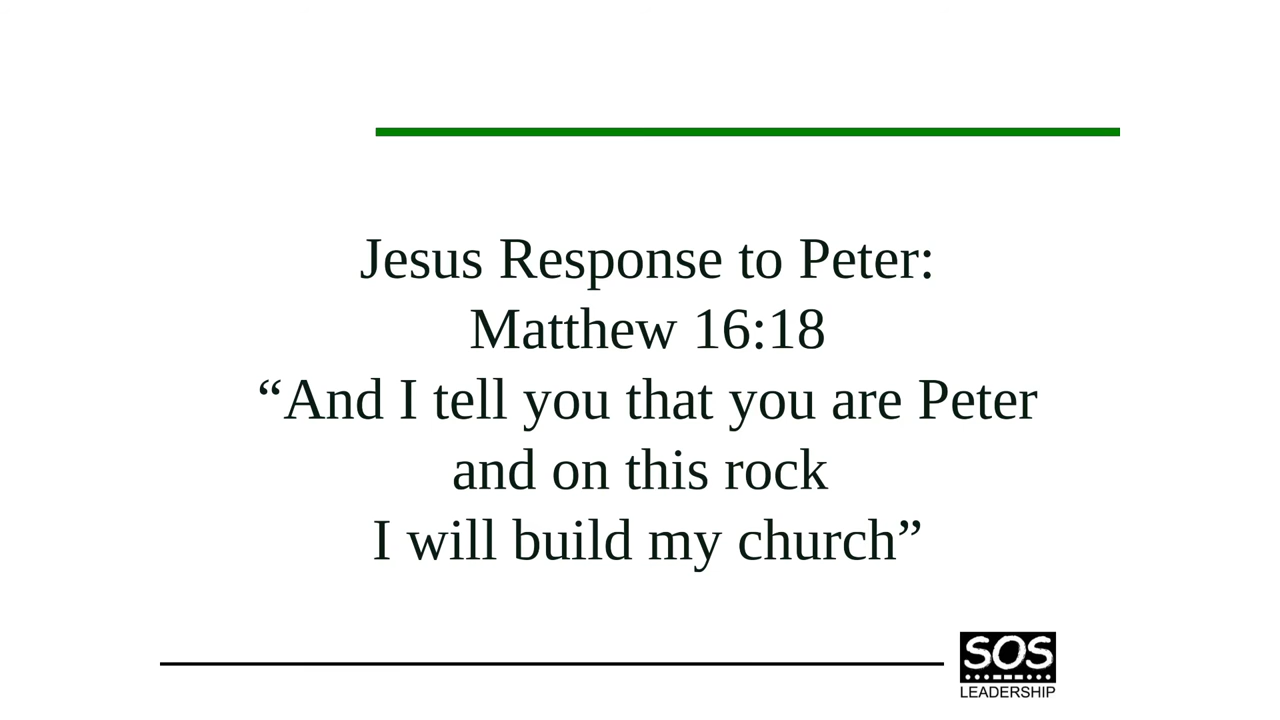 Jesus Response to Peter:
Matthew 16:18
“And I tell you that you are Peter
and on this rock
I will build my church”
SOS
LEADERSHIP